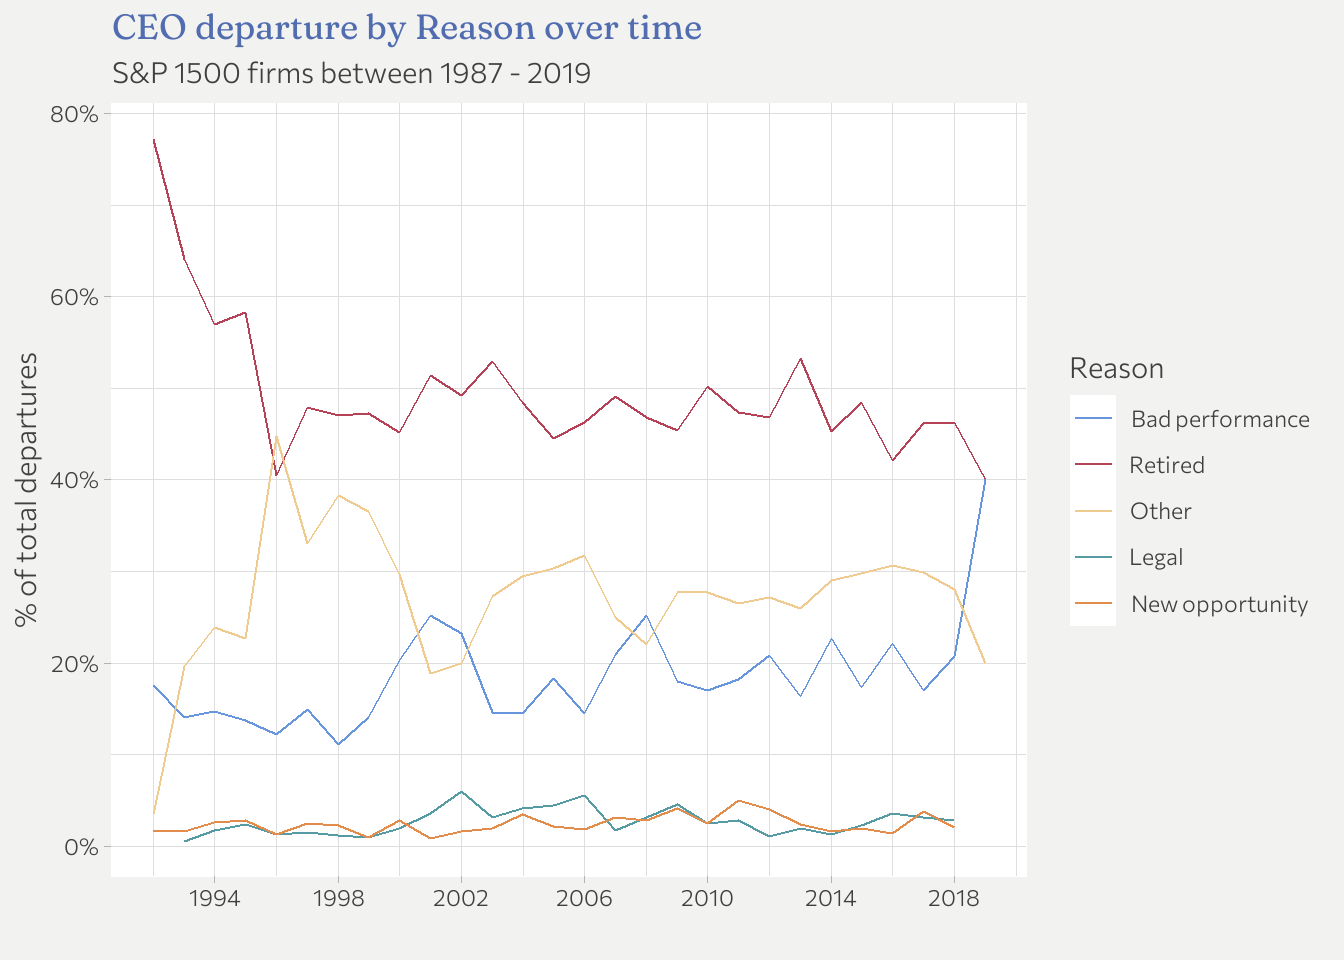 CEO departure by Reason over time
S&P 1500 firms between 1987 - 2019
% of total departures
80%
60%
40%
20%
0%
1994
1998
2002
2006
2010
2014
2018
Reason
Bad performance
Retired
Other
Legal
New opportunity